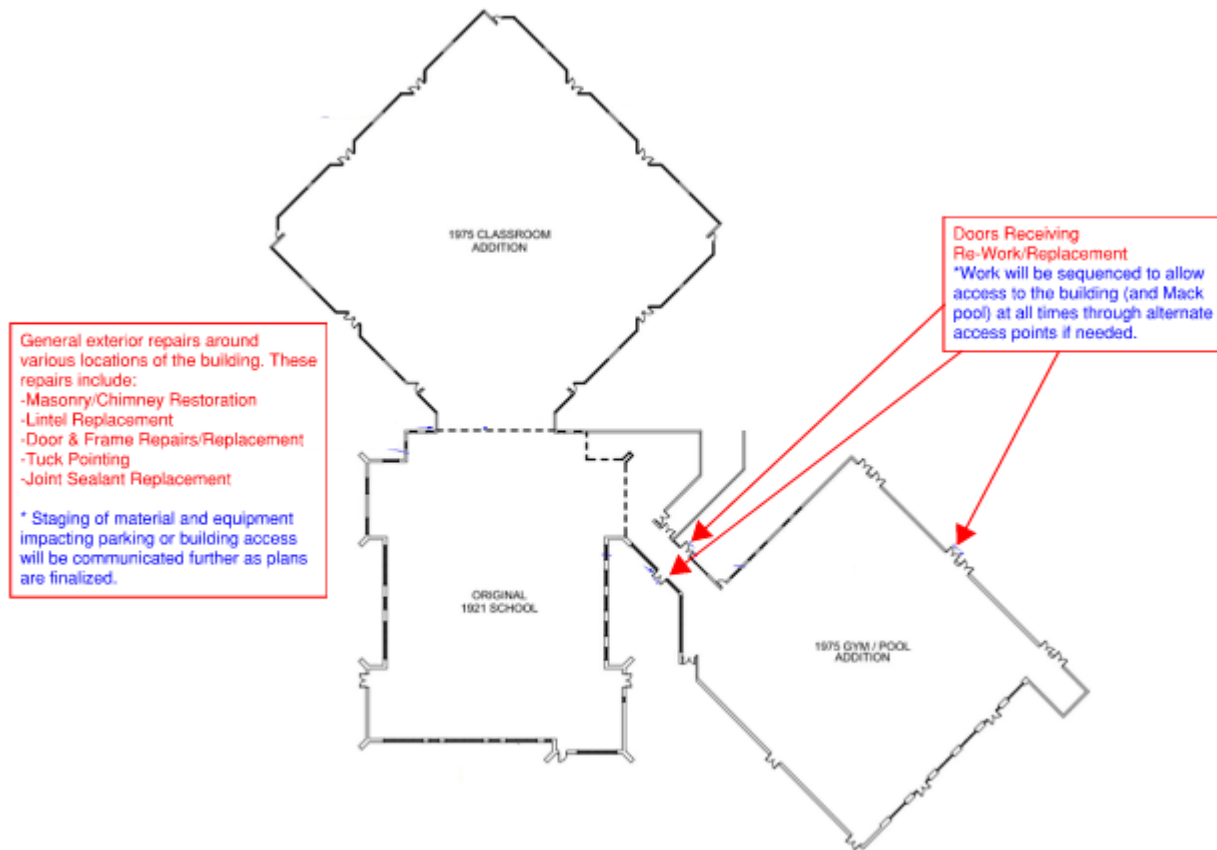 1975 CLASSROOM
ADDITION
Doors Receiving
Re-Work/Replacement
*Work will be sequenced to allow
access to the building (and Mack
pool) at all times through alternate
access points if needed.
General exterior repairs around
various locations of the building. These
repairs include:
-Masonry/Chimney Restoration
-Lintel Replacement
-Door & Frame Repairs/Replacement
-Tuck Pointing
-Joint Sealant Replacement
* Staging of material and equipment
impacting parking or building access
will be communicated further as plans
are finalized.
ORIGINAL
1921 SCHOOL
1975 GYM / POOL
ADDITION